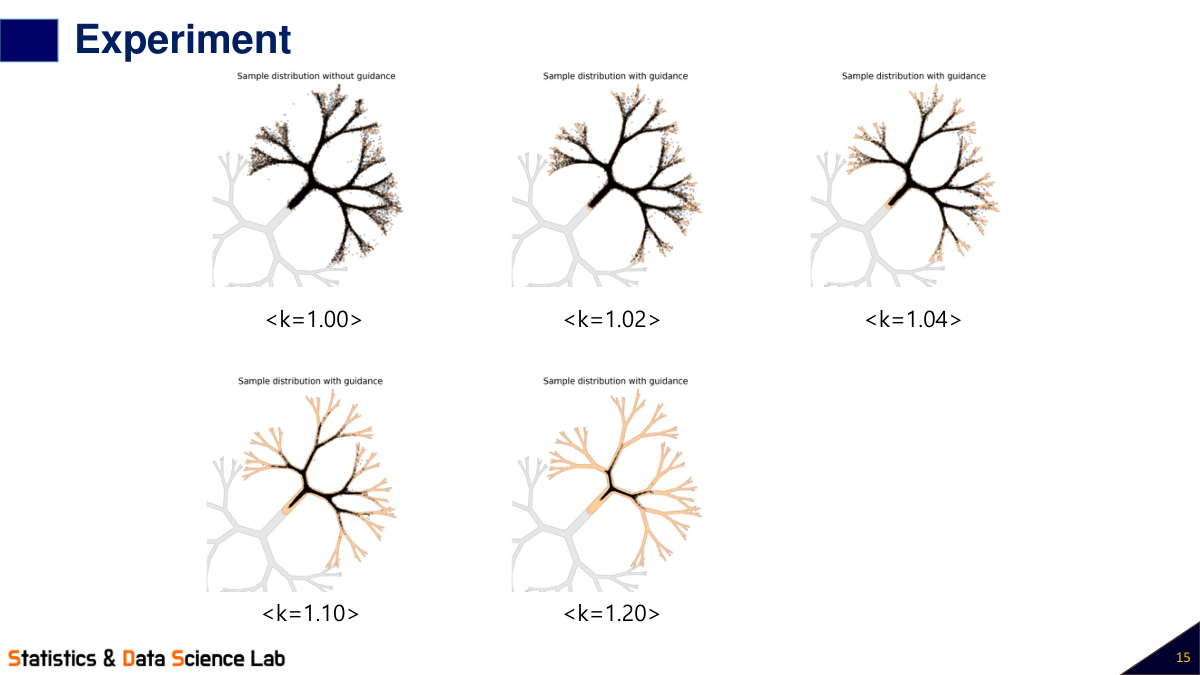 Experiment
Sample distribution without guidance
Sample distribution with guidance
Sample distribution with guidance
<k=1.00>
<k=1.02>
<k=1.04>
Sample distribution with guidance
Sample distribution with guidance
<k=1.10>
<k=1.20>
Statistics & Data Science Lab
15